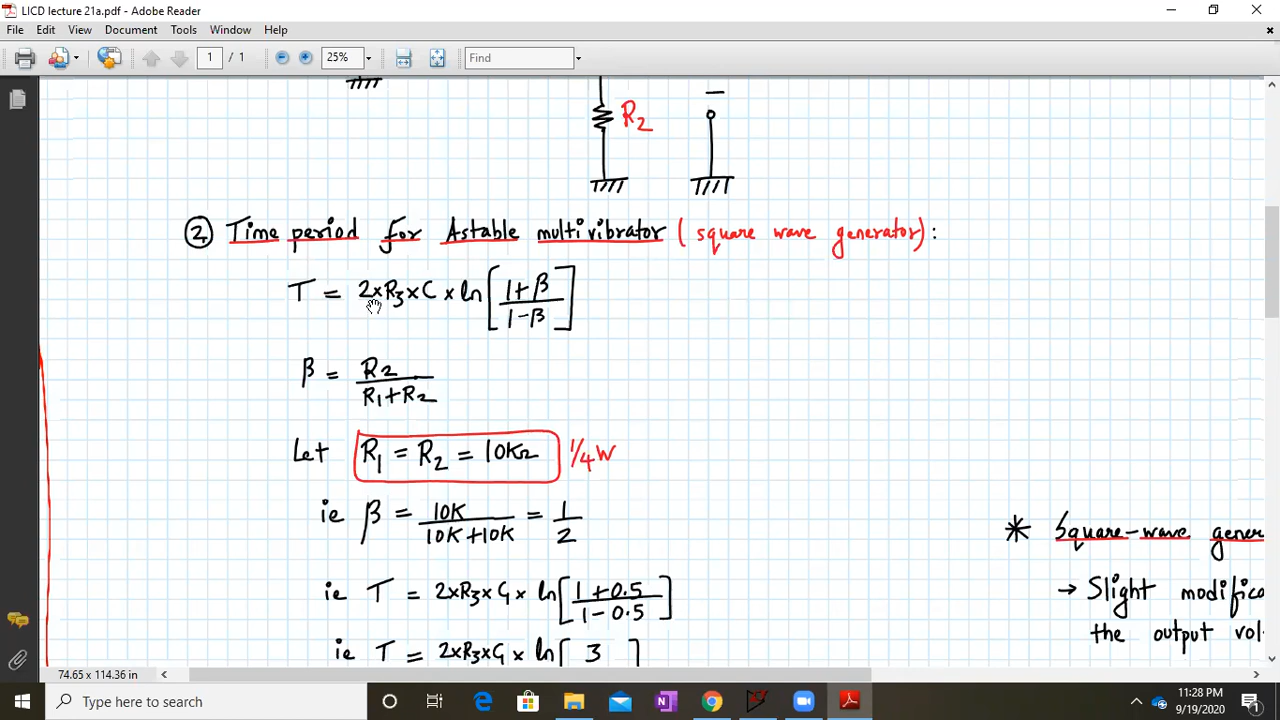 LICD lecture 21a.pdf - Adobe Reader
File Edit View Document Tools Window Help
1 / 1 25% Find
R2
② Time period for Astable multivibrator (square wave generator) :
T = 2×R3×C × ln [ 1+β / 1-β ]
β = R2 / R1+R2
Let R1 = R2 = 10KΩ 1/4 W
ie β = 10K / 10K+10K = 1 / 2
* Square-wave gener
ie T = 2×R3×C1 × ln [ 1+0.5 / 1-0.5 ]
→ Slight modifica
the output vol
ie T = 2×R3×C1 × ln [ 3 ]
74.65 x 114.36 in
Type here to search
11:28 PM
9/19/2020